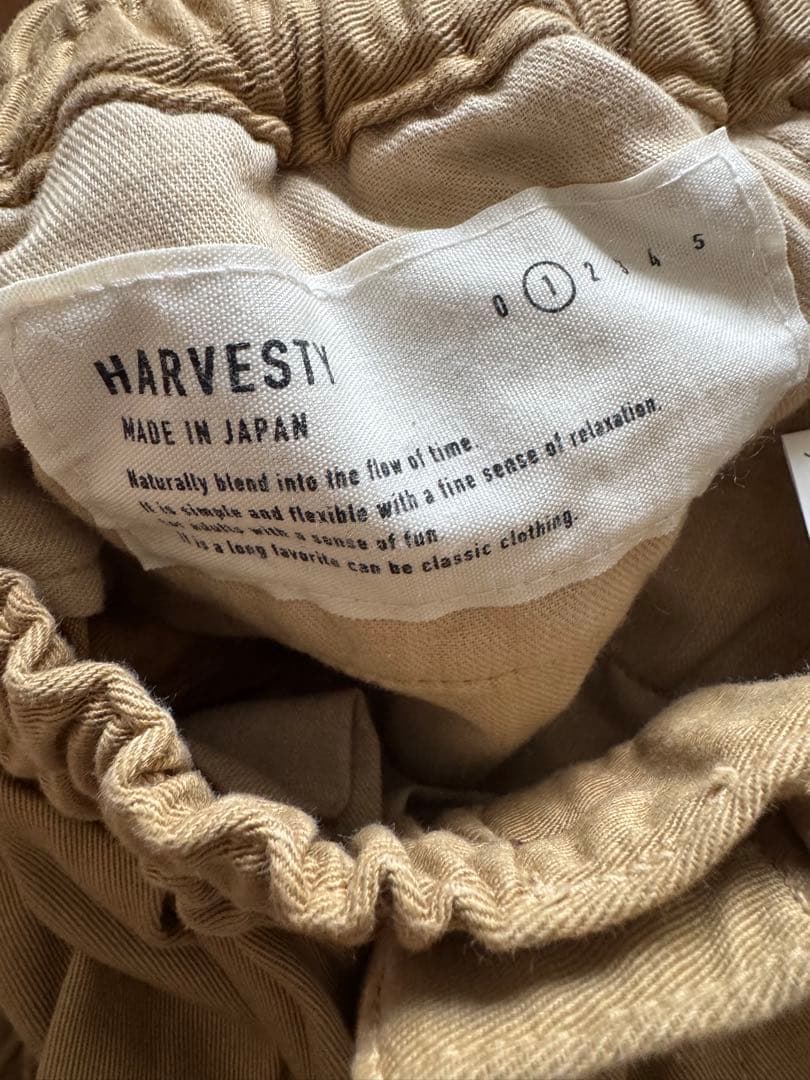 0 1 2 3 4 5
HARVESTY
MADE IN JAPAN
Naturally blend into the flow of time.
It is simple and flexible with a fine sense of relaxation.
for adults with a sense of fun
it is a long favorite can be classic clothing.